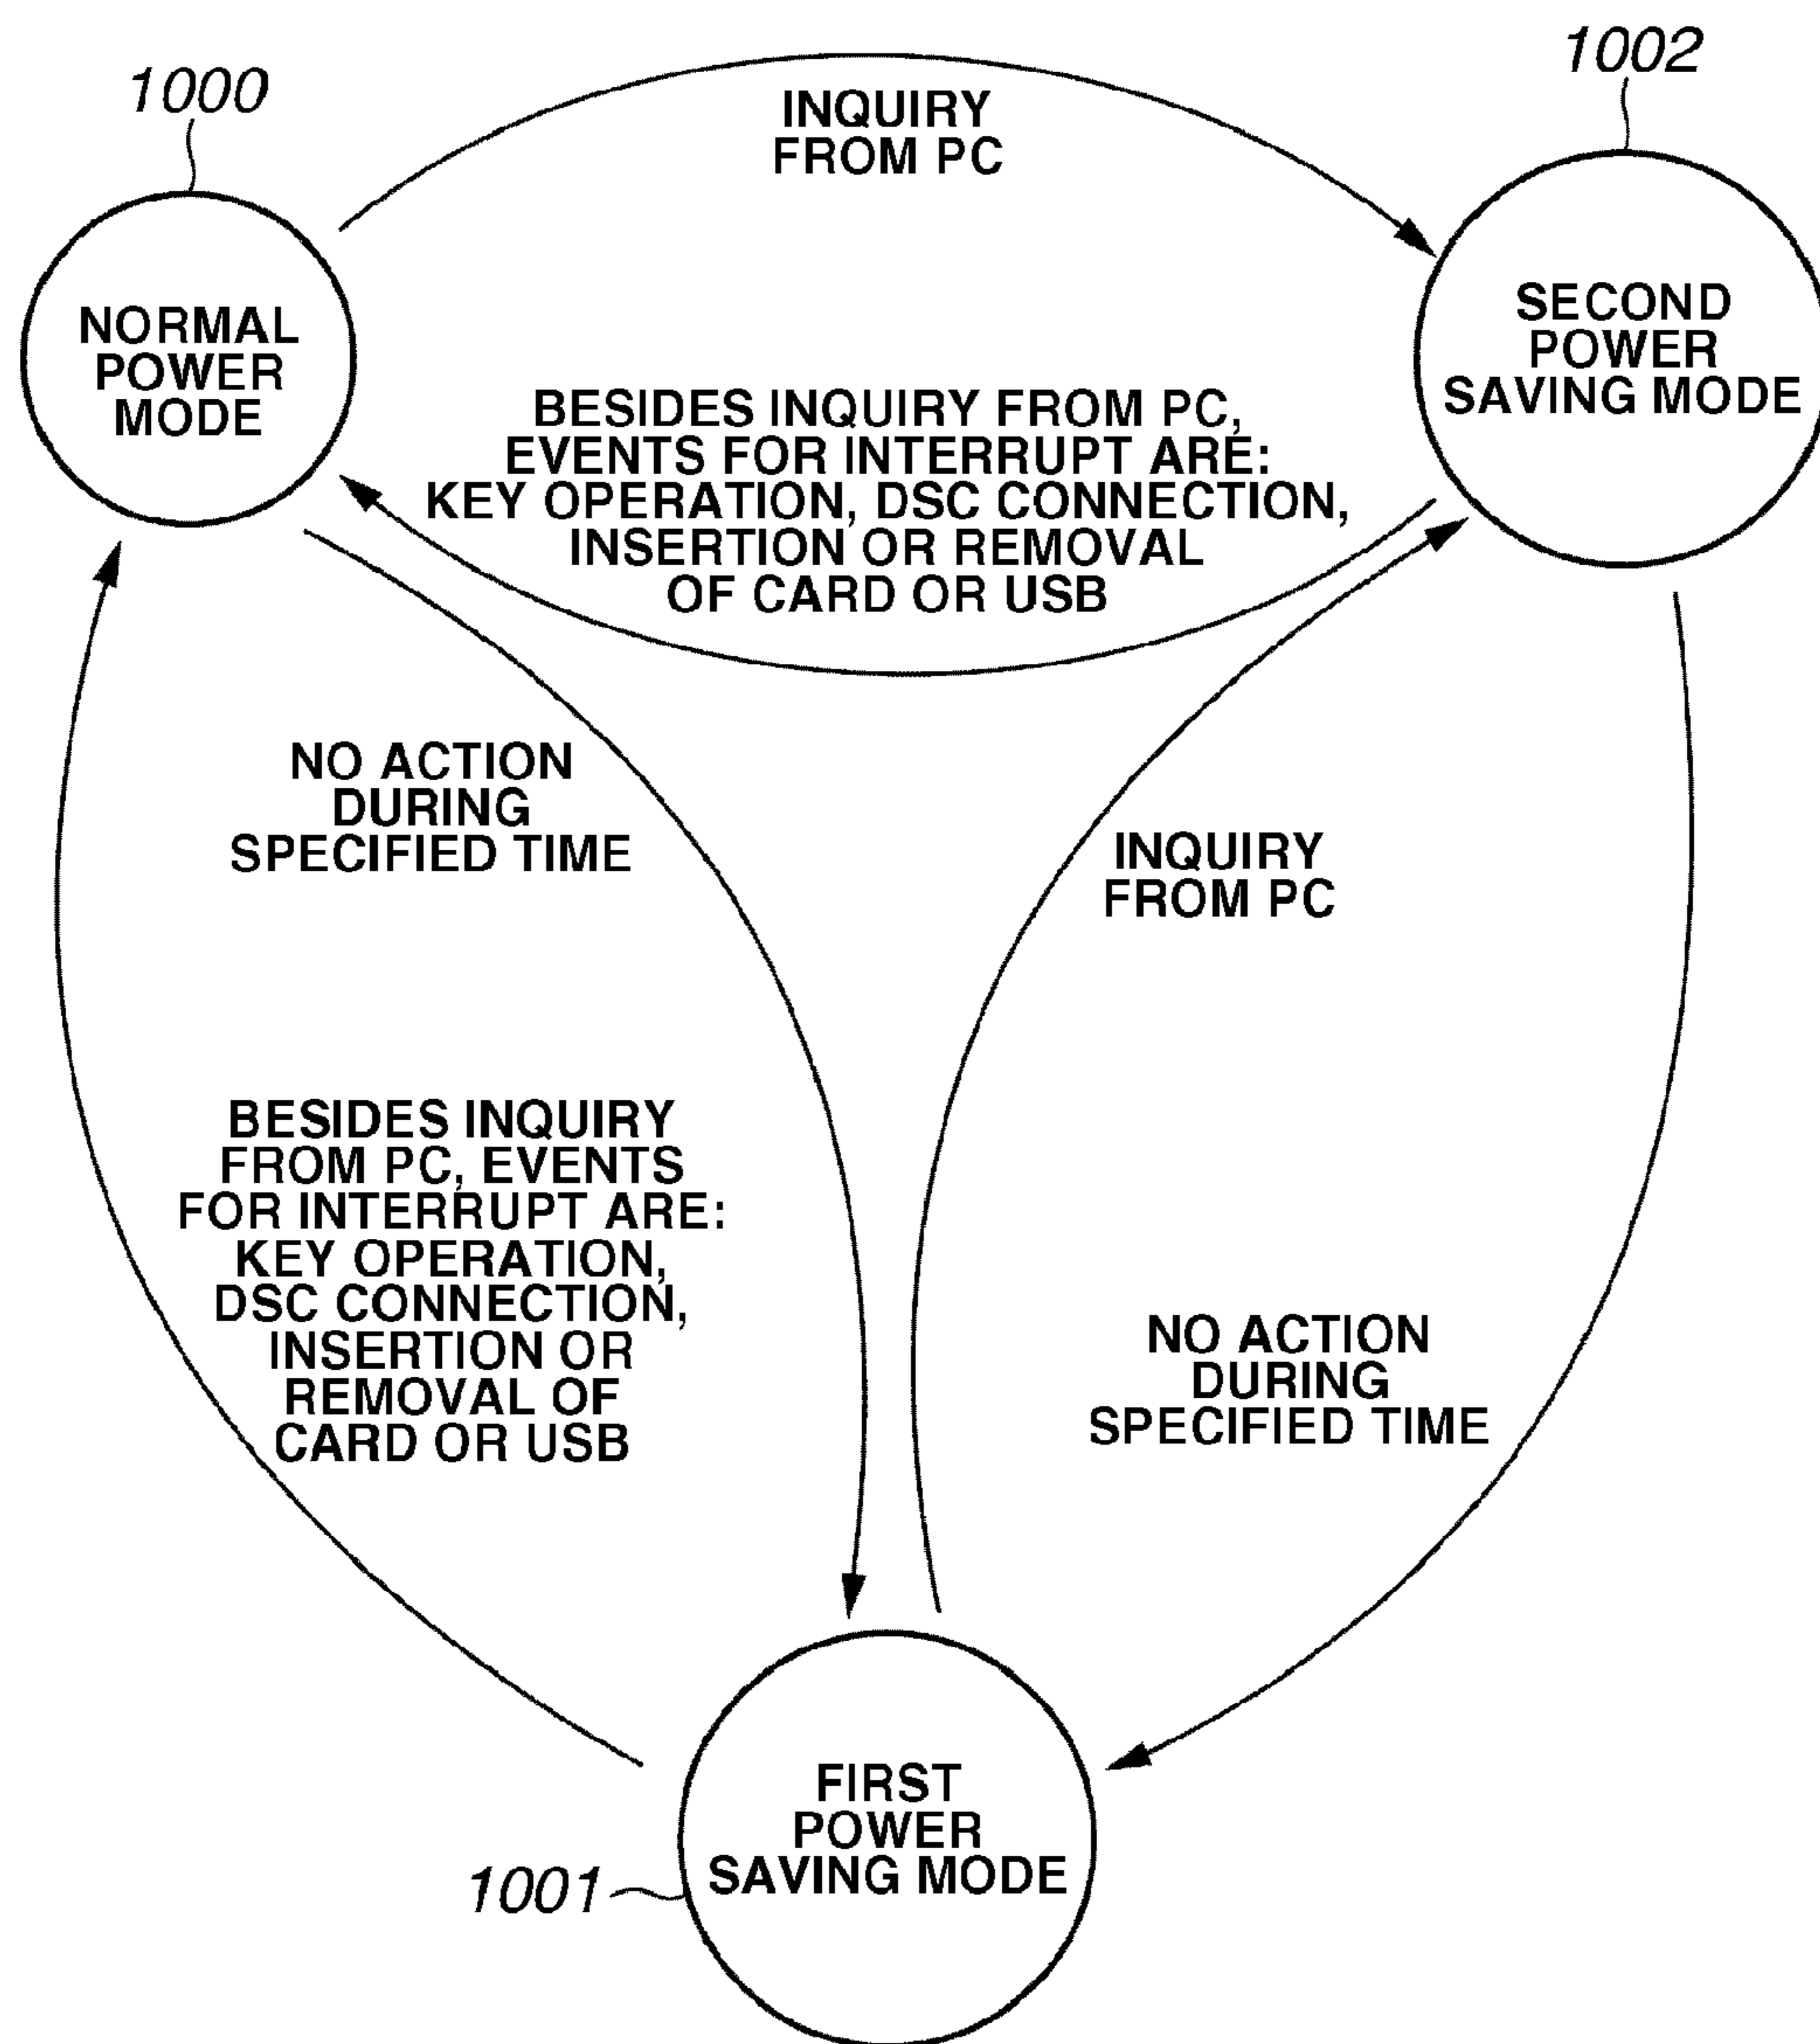 1000
1002
INQUIRY
FROM PC
NORMAL
POWER
MODE
SECOND
POWER
SAVING MODE
BESIDES INQUIRY FROM PC,
EVENTS FOR INTERRUPT ARE:
KEY OPERATION, DSC CONNECTION,
INSERTION OR REMOVAL
OF CARD OR USB
NO ACTION
DURING
SPECIFIED TIME
INQUIRY
FROM PC
BESIDES INQUIRY
FROM PC, EVENTS
FOR INTERRUPT ARE:
KEY OPERATION,
DSC CONNECTION,
INSERTION OR
REMOVAL OF
CARD OR USB
NO ACTION
DURING
SPECIFIED TIME
FIRST
POWER
SAVING MODE
1001